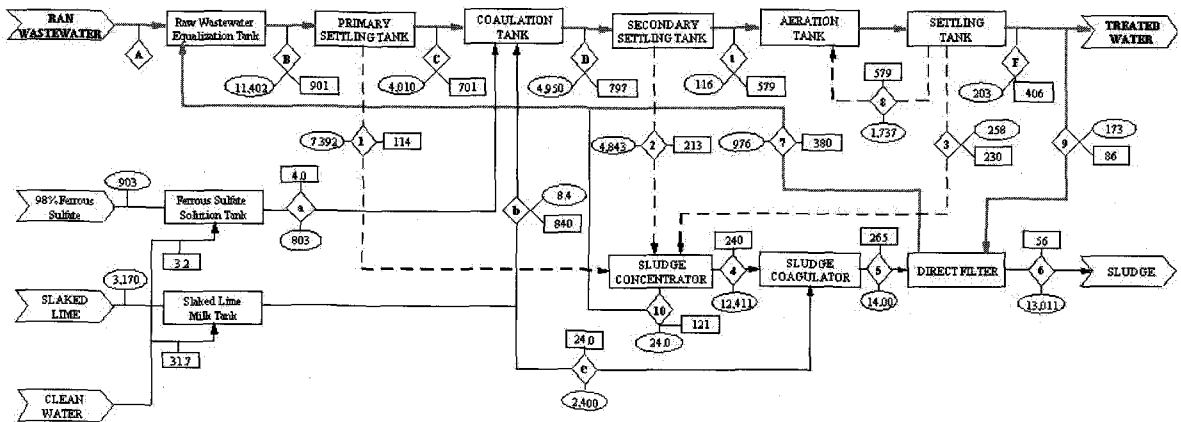 RAN WASTEWATER
A
Raw Wastewater Equalization Tank
B
11,402
901
PRIMARY SETTLING TANK
C
4,010
701
COAULATION TANK
D
4,950
797
SECONDARY SETTLING TANK
1
116
579
AERATION TANK
579
8
1,737
SETTLING TANK
F
203
406
TREATED WATER
7,392
1
114
4,843
2
213
976
7
380
3
258
230
9
173
86
98% Ferrous Sulfate
903
Ferrous Sulfate Solution Tank
4.0
a
803
3.2
b
8.4
840
SLAKED LIME
3,170
Slaked Lime Milk Tank
31.7
CLEAN WATER
SLUDGE CONCENTRATOR
240
4
12,411
SLUDGE COAGULATOR
265
5
14.00
DIRECT FILTER
56
6
13,011
SLUDGE
10
121
24.0
24.0
C
2,400